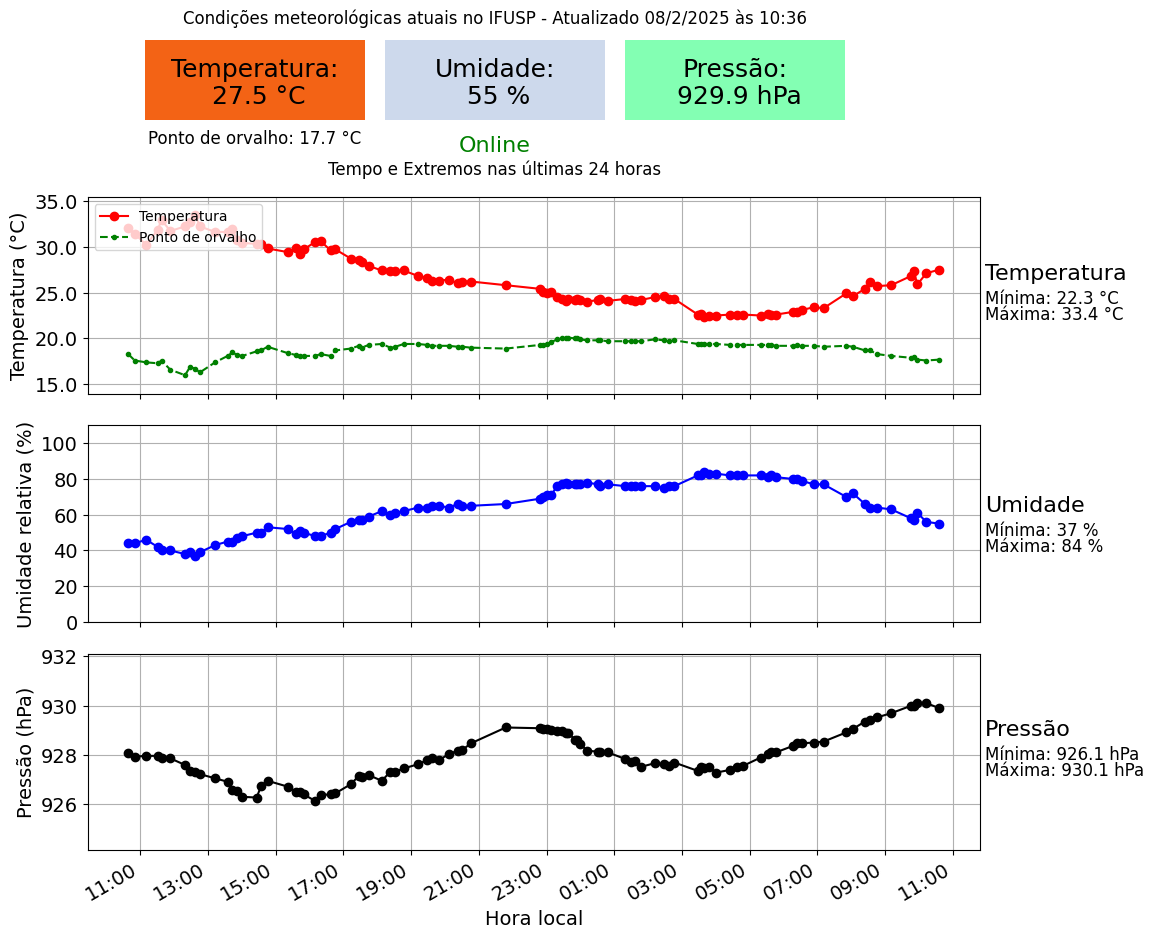 Condições meteorológicas atuais no IFUSP - Atualizado 08/2/2025 às 10:36
Temperatura:
27.5 °C
Umidade:
55 %
Pressão:
929.9 hPa
Ponto de orvalho: 17.7 °C
Online
Tempo e Extremos nas últimas 24 horas
Temperatura (°C)
35.0
30.0
25.0
20.0
15.0
Temperatura
Ponto de orvalho
Temperatura
Mínima: 22.3 °C
Máxima: 33.4 °C
Umidade relativa (%)
100
80
60
40
20
0
Umidade
Mínima: 37 %
Máxima: 84 %
Pressão (hPa)
932
930
928
926
Pressão
Mínima: 926.1 hPa
Máxima: 930.1 hPa
11:00 13:00 15:00 17:00 19:00 21:00 23:00 01:00 03:00 05:00 07:00 09:00 11:00
Hora local